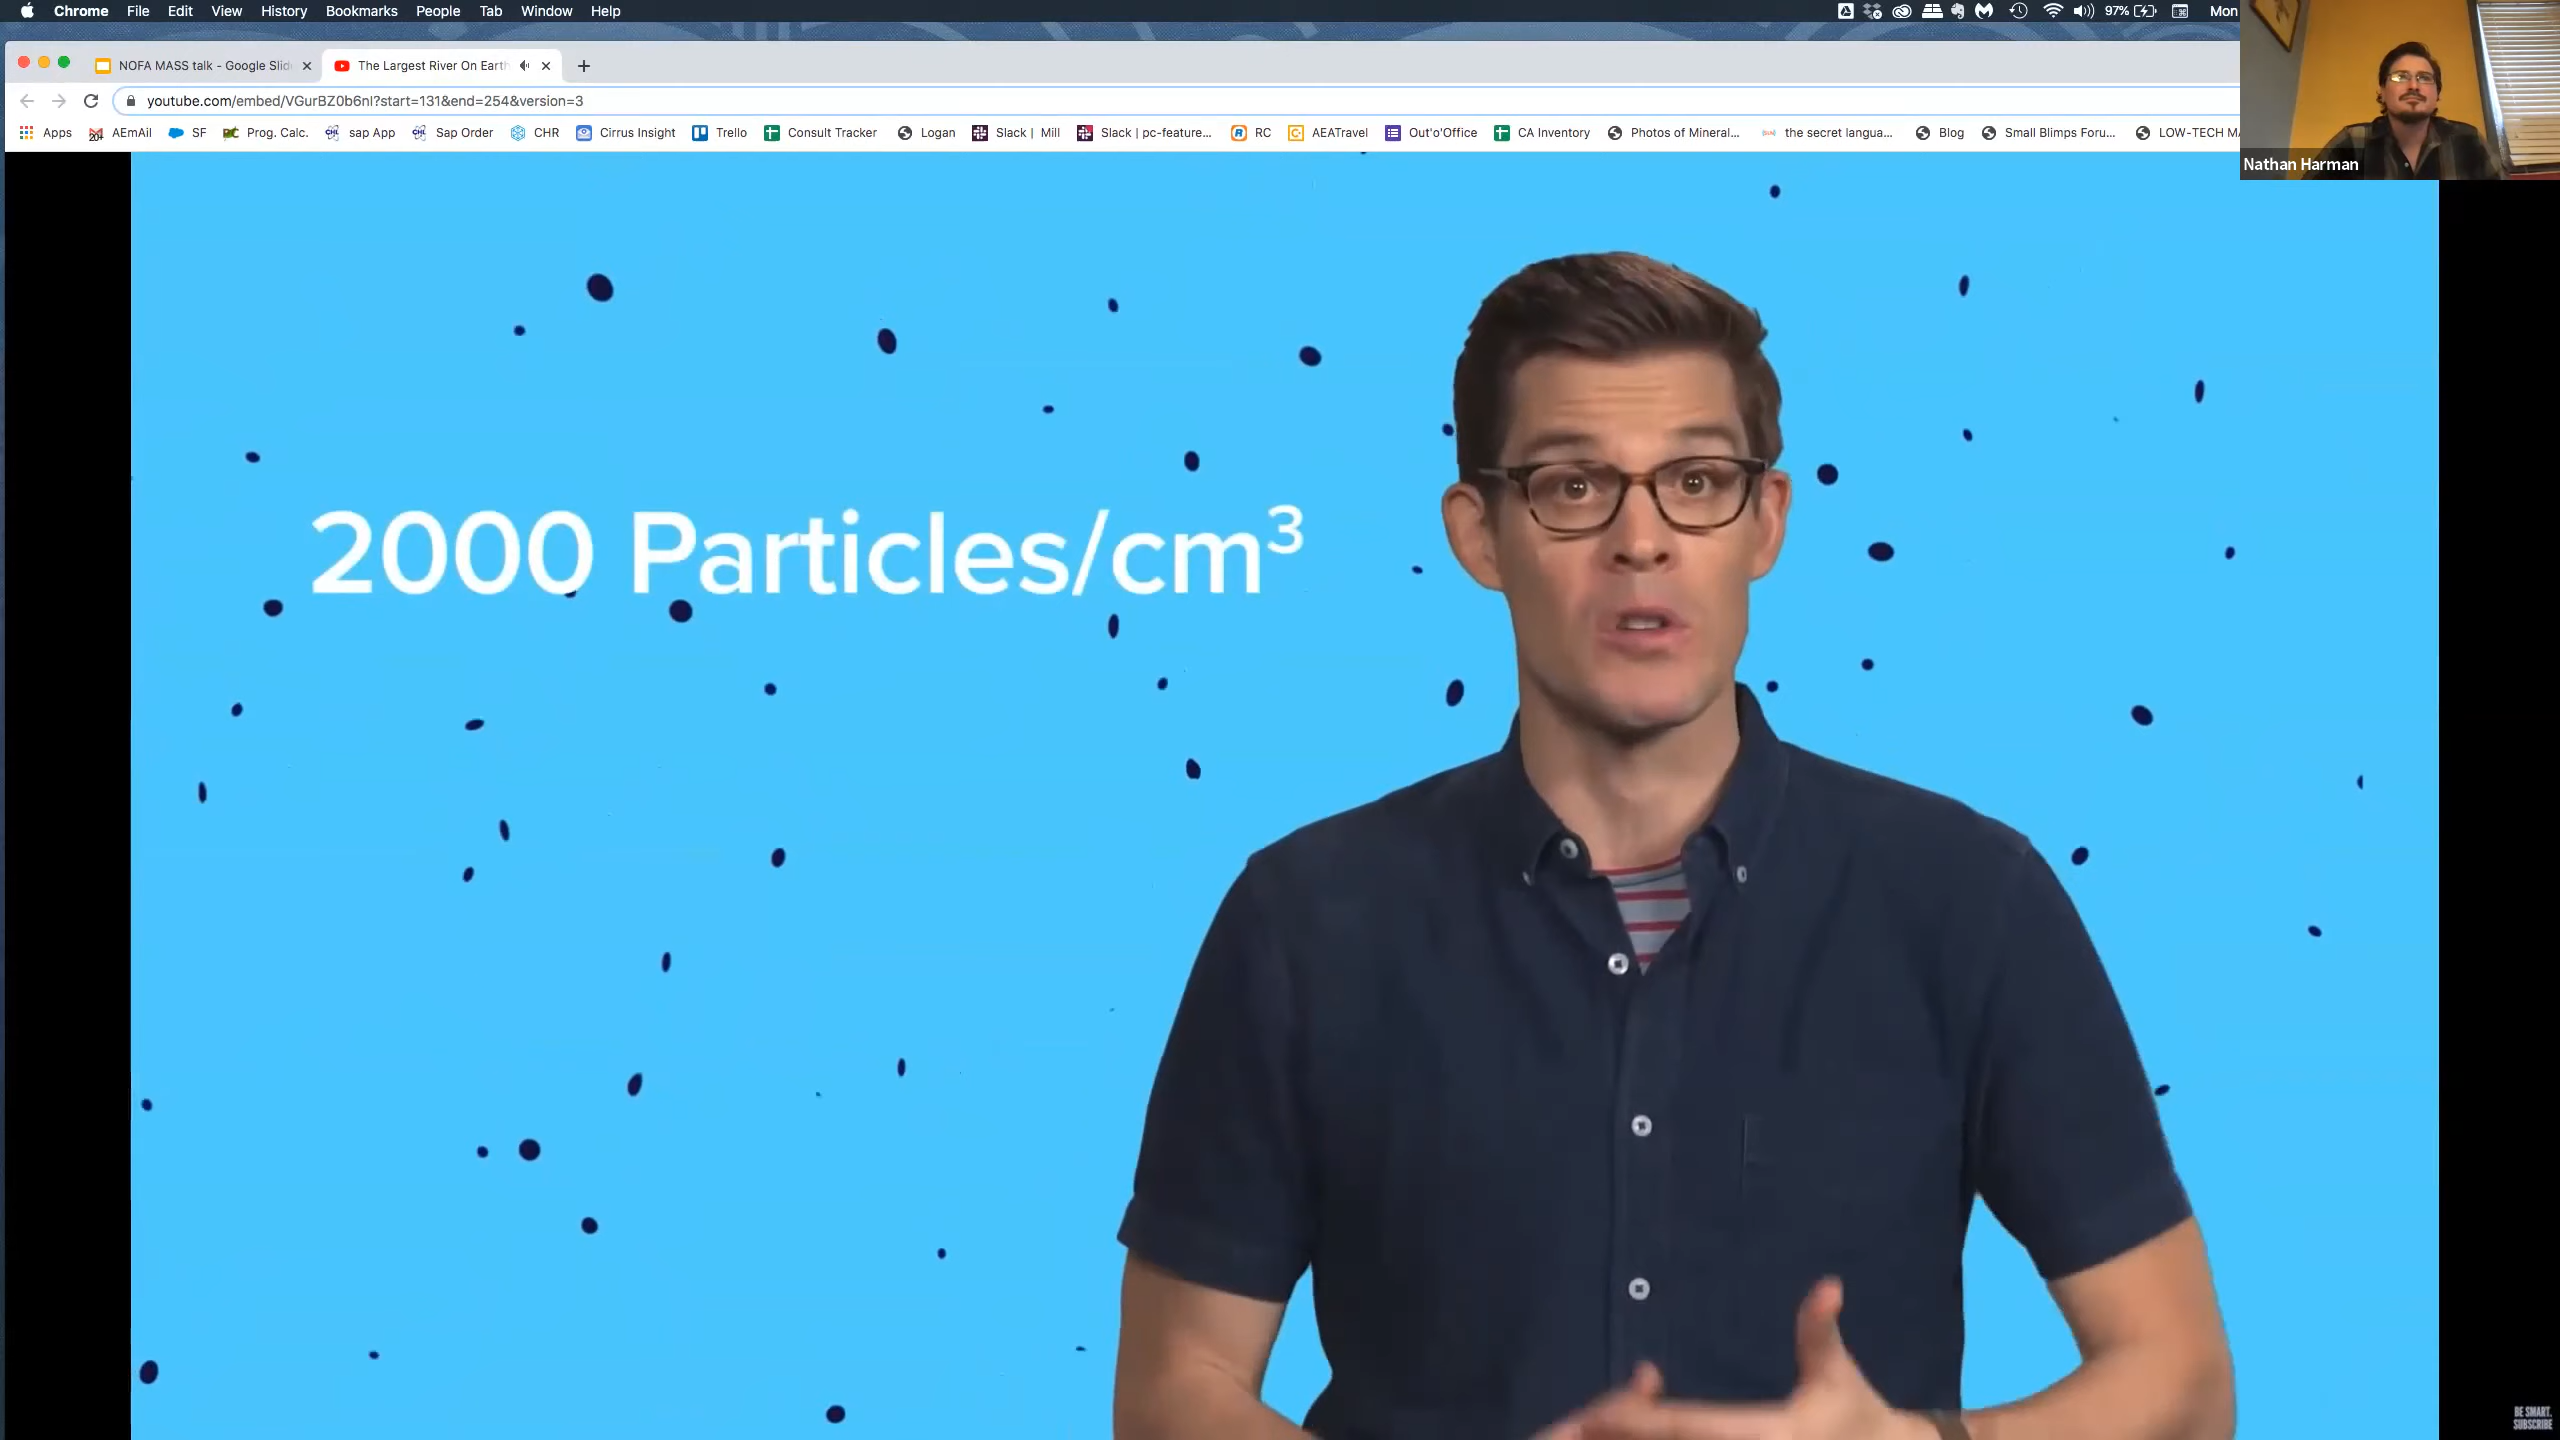 Chrome File Edit View History Bookmarks People Tab Window Help 97% Mon
NOFA MASS talk - Google Slid
The Largest River On Earth
youtube.com/embed/VGurBZ0b6nI?start=131&end=254&version=3
Apps AEmAil SF Prog. Calc. sap App Sap Order CHR Cirrus Insight Trello Consult Tracker Logan Slack | Mill Slack | pc-feature... RC AEATravel Out'o'Office CA Inventory Photos of Mineral... the secret langua... Blog Small Blimps Foru... LOW-TECH MA
Nathan Harman
2000 Particles/cm³
BE SMART.
SUBSCRIBE